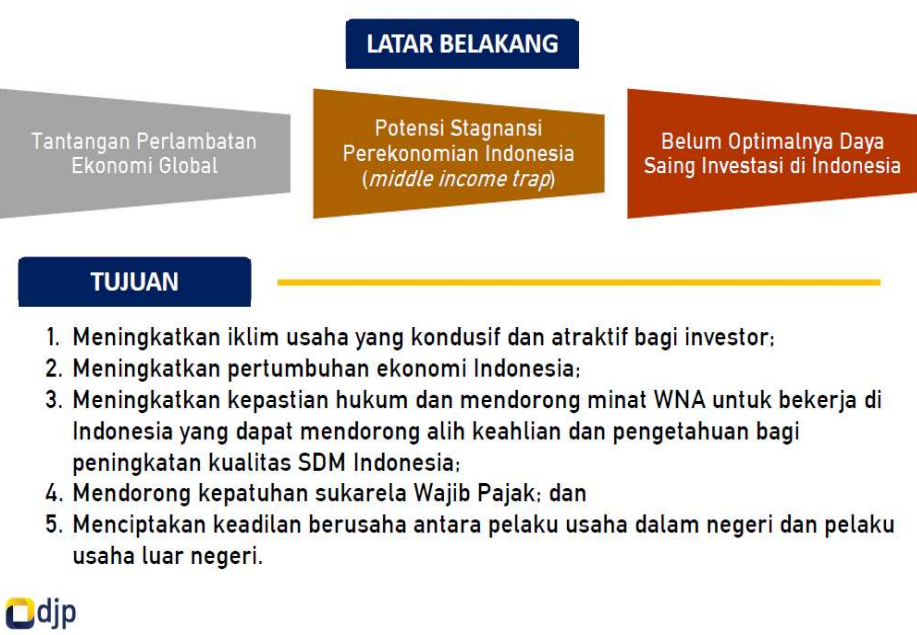 LATAR BELAKANG
Tantangan Perlambatan
Ekonomi Global
Potensi Stagnansi
Perekonomian Indonesia
(middle income trap)
Belum Optimalnya Daya
Saing Investasi di Indonesia
TUJUAN
1. Meningkatkan iklim usaha yang kondusif dan atraktif bagi investor;
2. Meningkatkan pertumbuhan ekonomi Indonesia;
3. Meningkatkan kepastian hukum dan mendorong minat WNA untuk bekerja di
Indonesia yang dapat mendorong alih keahlian dan pengetahuan bagi
peningkatan kualitas SDM Indonesia;
4. Mendorong kepatuhan sukarela Wajib Pajak; dan
5. Menciptakan keadilan berusaha antara pelaku usaha dalam negeri dan pelaku
usaha luar negeri.
djp